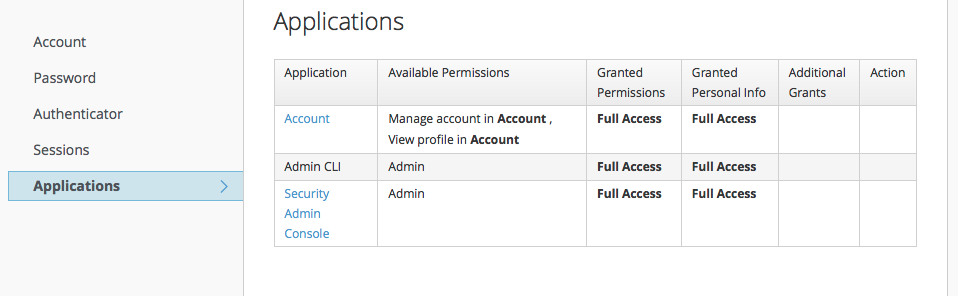 Applications
Account
Password
Authenticator
Sessions
Applications
Application
Available Permissions
Granted
Permissions
Granted
Personal Info
Additional
Grants
Action
Account
Manage account in Account ,
View profile in Account
Full Access
Full Access
Admin CLI
Admin
Full Access
Full Access
Security
Admin
Console
Admin
Full Access
Full Access